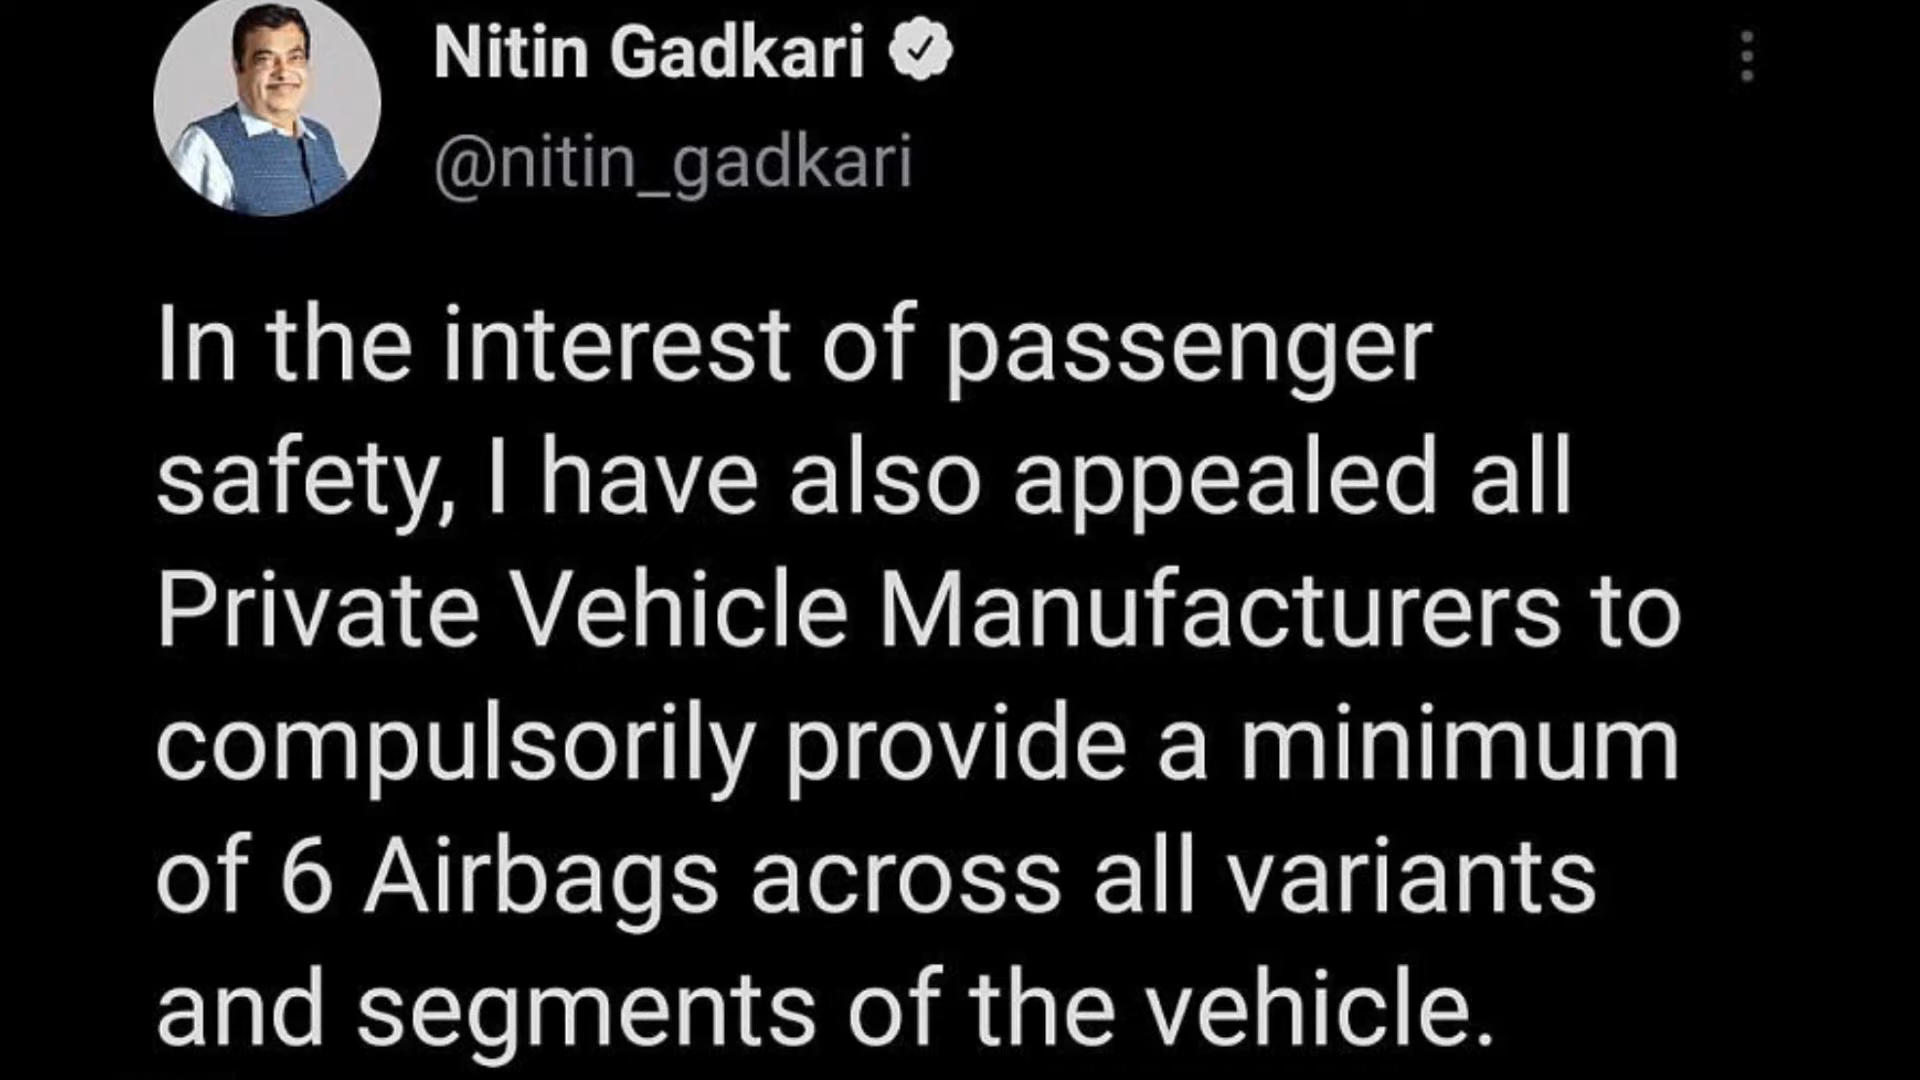 Nitin Gadkari
@nitin_gadkari
In the interest of passenger
safety, I have also appealed all
Private Vehicle Manufacturers to
compulsorily provide a minimum
of 6 Airbags across all variants
and segments of the vehicle.